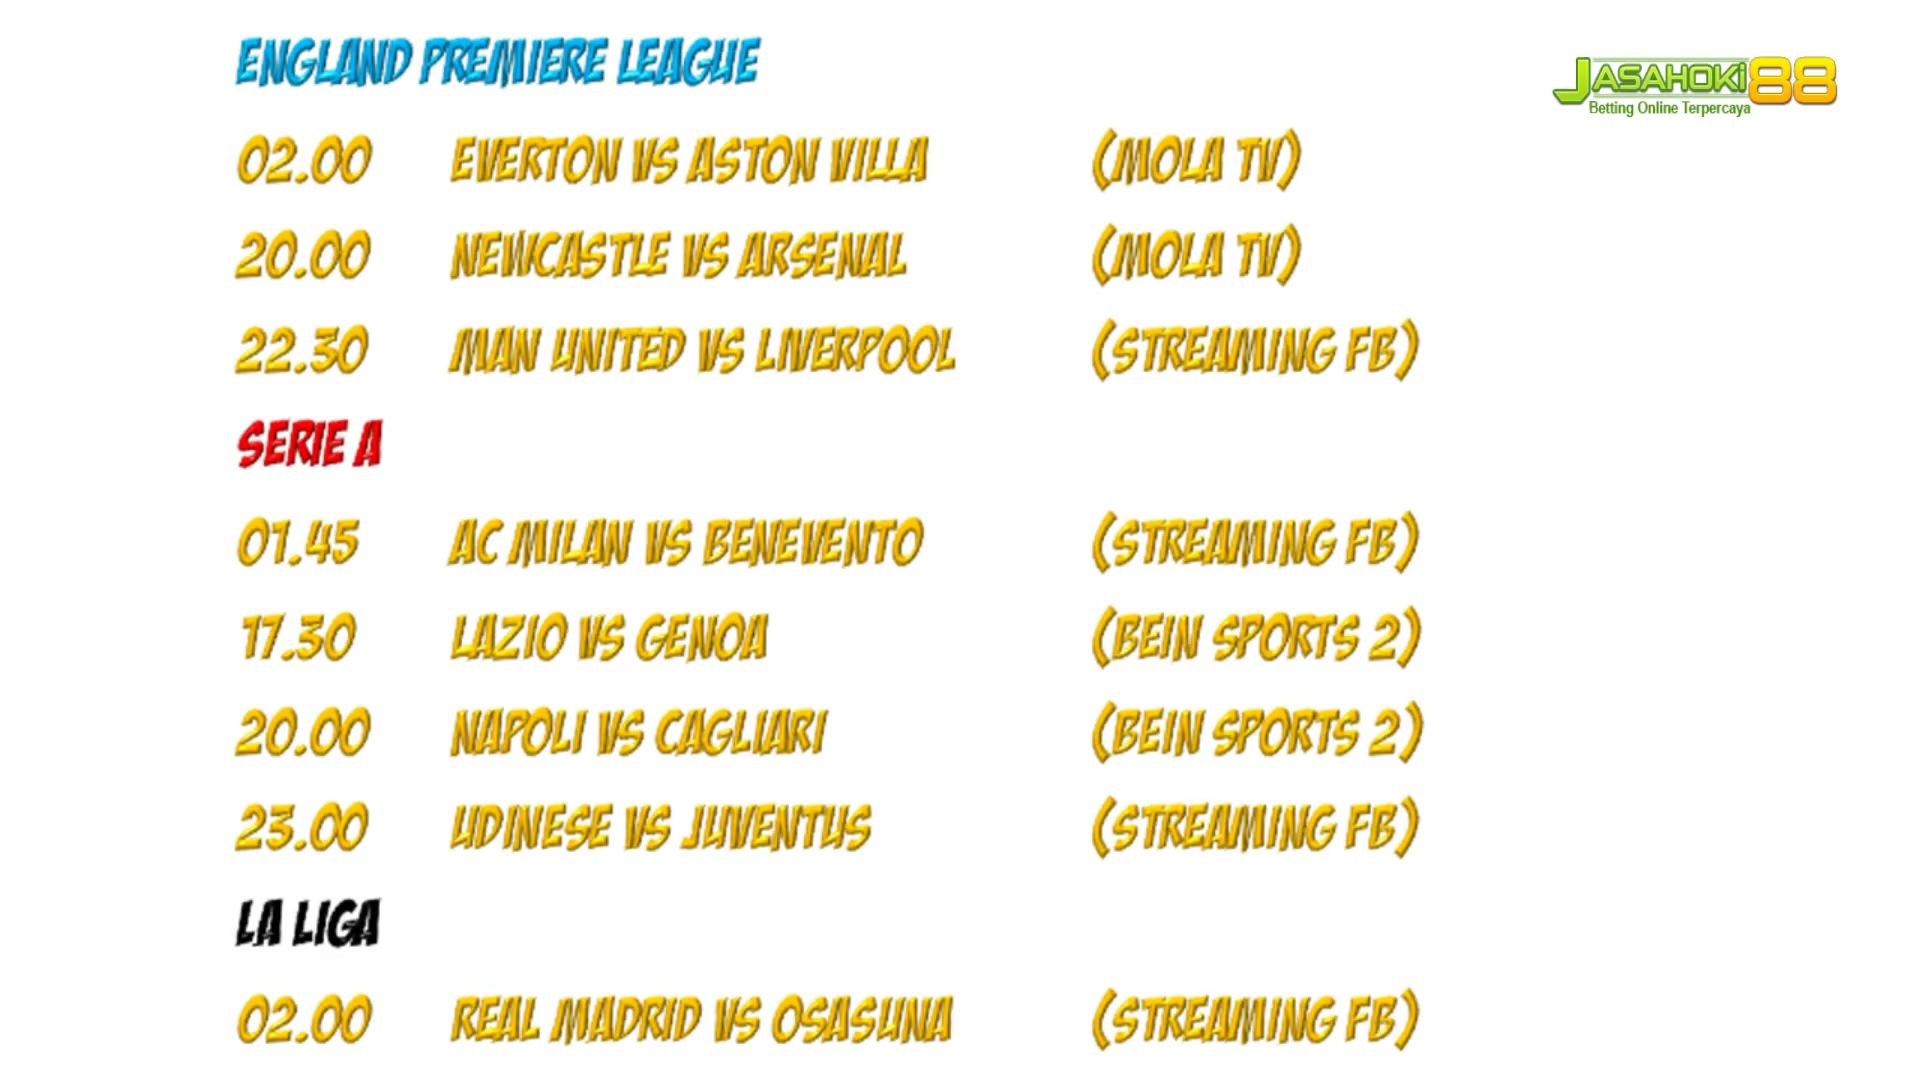 ENGLAND PREMIERE LEAGUE
JASAHOKI88
Betting Online Terpercaya
02.00 EVERTON VS ASTON VILLA (MOLA TV)
20.00 NEWCASTLE VS ARSENAL (MOLA TV)
22.30 MAN UNITED VS LIVERPOOL (STREAMING FB)
SERIE A
01.45 AC MILAN VS BENEVENTO (STREAMING FB)
17.30 LAZIO VS GENOA (BEIN SPORTS 2)
20.00 NAPOLI VS CAGLIARI (BEIN SPORTS 2)
23.00 UDINESE VS JUVENTUS (STREAMING FB)
LA LIGA
02.00 REAL MADRID VS OSASUNA (STREAMING FB)